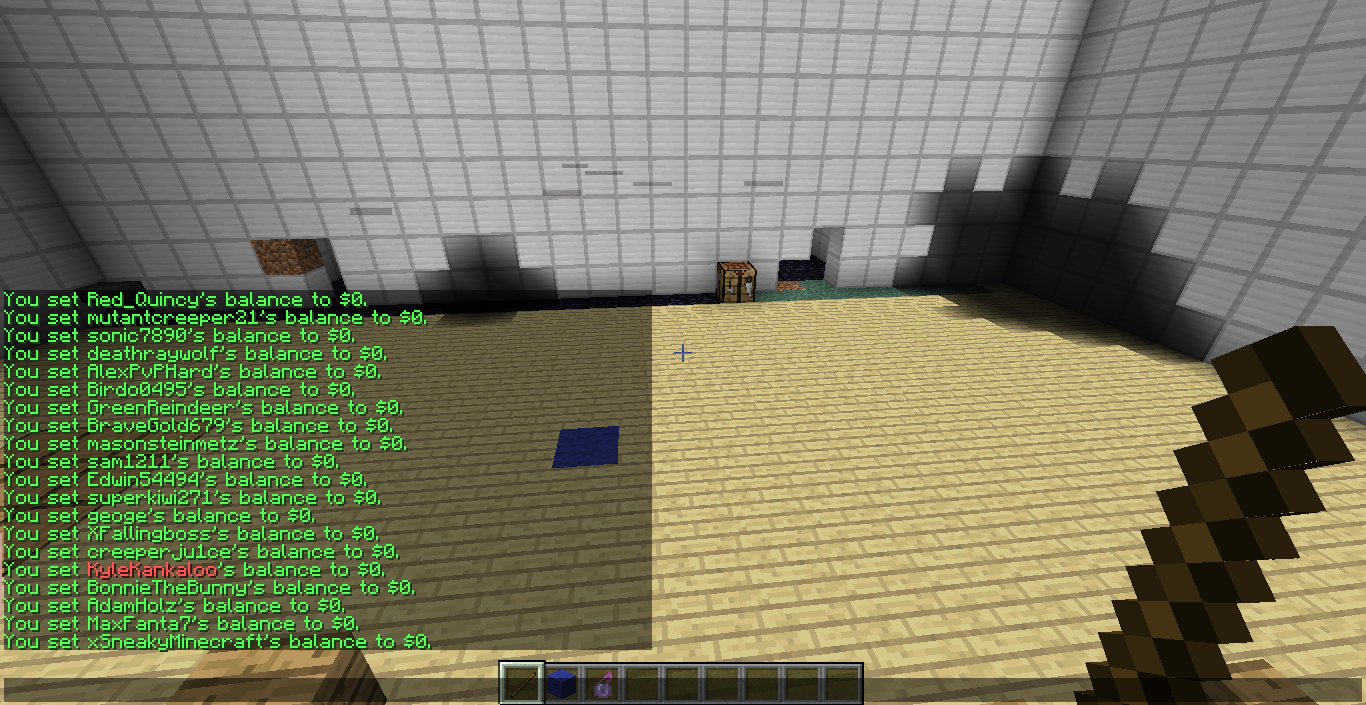 You set Red_Quincy's balance to $0.
You set mutantcreeper21's balance to $0.
You set sonic7890's balance to $0.
You set deathraywolf's balance to $0.
You set AlexPvPHard's balance to $0.
You set Birdo0495's balance to $0.
You set GreenReindeer's balance to $0.
You set BraveGold679's balance to $0.
You set masonsteinmetz's balance to $0.
You set sam1211's balance to $0.
You set Edwin54494's balance to $0.
You set superkiwi271's balance to $0.
You set geoge's balance to $0.
You set XFallingboss's balance to $0.
You set creeperju1ce's balance to $0.
You set KyleKankaloo's balance to $0.
You set BonnieTheBunny's balance to $0.
You set AdamHolz's balance to $0.
You set MaxFanta7's balance to $0.
You set xSneakyMinecraft's balance to $0.